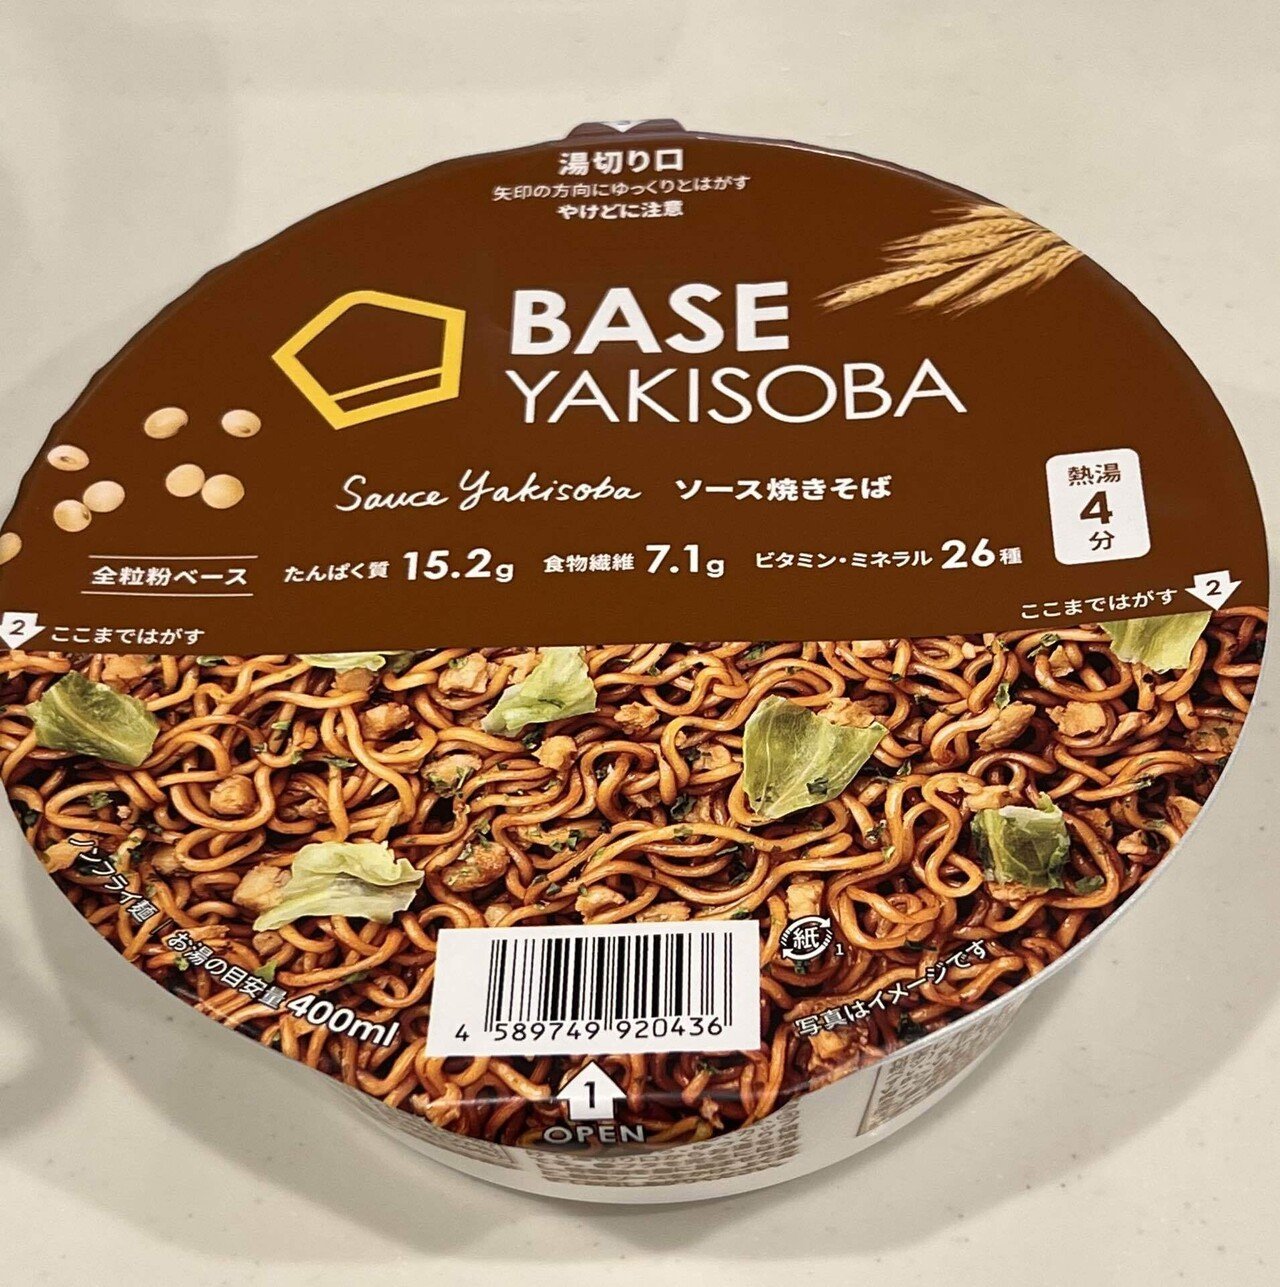 湯切り口
矢印の方向にゆっくりとはがす
やけどに注意
BASE
YAKISOBA
Sauce Yakisoba ソース焼きそば
熱湯
4
分
全粒粉ベース たんぱく質 15.2g 食物繊維 7.1g ビタミン・ミネラル 26種
2 ここまではがす
ここまではがす 2
ノンフライ麺 お湯の目安量 400ml
紙 1
写真はイメージです
4 589749 920436
1
OPEN